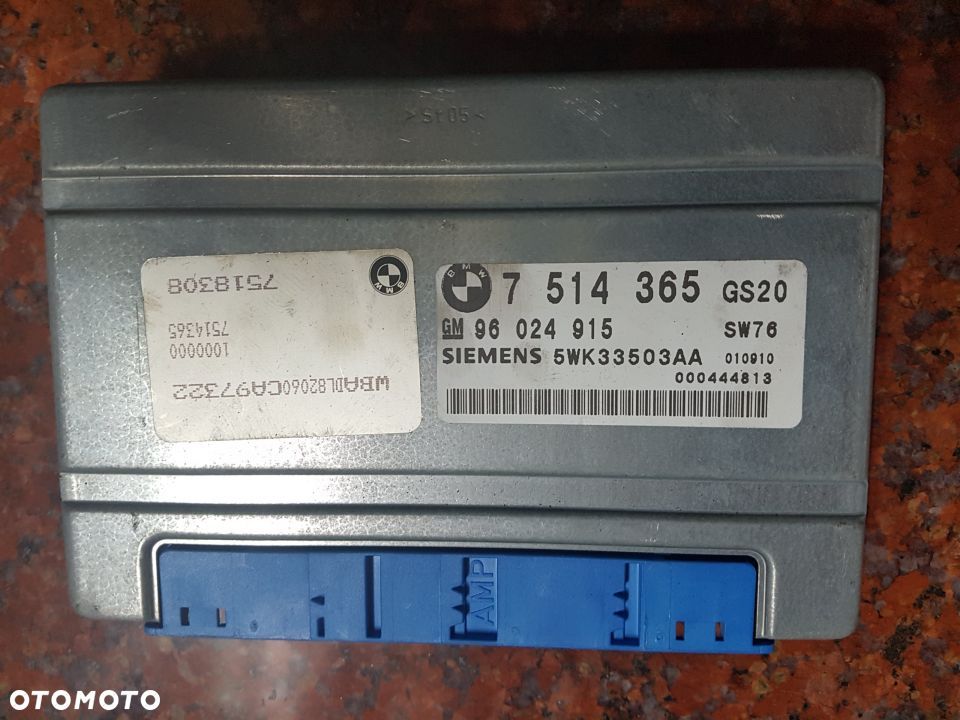 >St05<
7518308
7514365
1000000
WBADL82060CA97322
BMW
BMW
7 514 365 GS20
GM 96 024 915 SW76
SIEMENS 5WK33503AA 010910
000444813
AMP
OTOMOTO